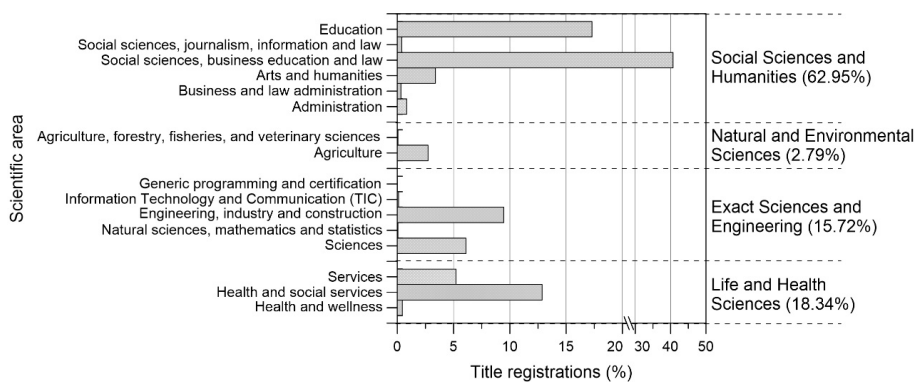 Scientific area
Education
Social sciences, journalism, information and law
Social sciences, business education and law
Arts and humanities
Business and law administration
Administration
Social Sciences and
Humanities (62.95%)
Agriculture, forestry, fisheries, and veterinary sciences
Agriculture
Natural and Environmental
Sciences (2.79%)
Generic programming and certification
Information Technology and Communication (TIC)
Engineering, industry and construction
Natural sciences, mathematics and statistics
Sciences
Exact Sciences and
Engineering (15.72%)
Services
Health and social services
Health and wellness
Life and Health
Sciences (18.34%)
0 5 10 15 20 30 40 50
Title registrations (%)